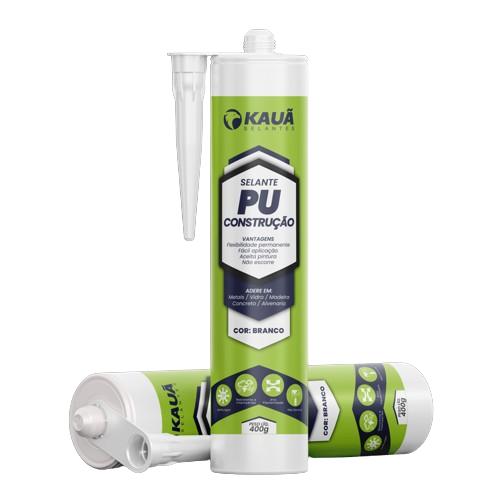 KAUÃ
SELANTES
SELANTE
PU
CONSTRUÇÃO
VANTAGENS
Flexibilidade permanente
Fácil aplicação
Aceita pintura
Não escorre
ADERE EM:
Metais / Vidro / Madeira
Concreto / Alvenaria
COR: BRANCO
PESO LÍQ.
400g
KAUÃ
SELANTES
COR: BRANCO
400g